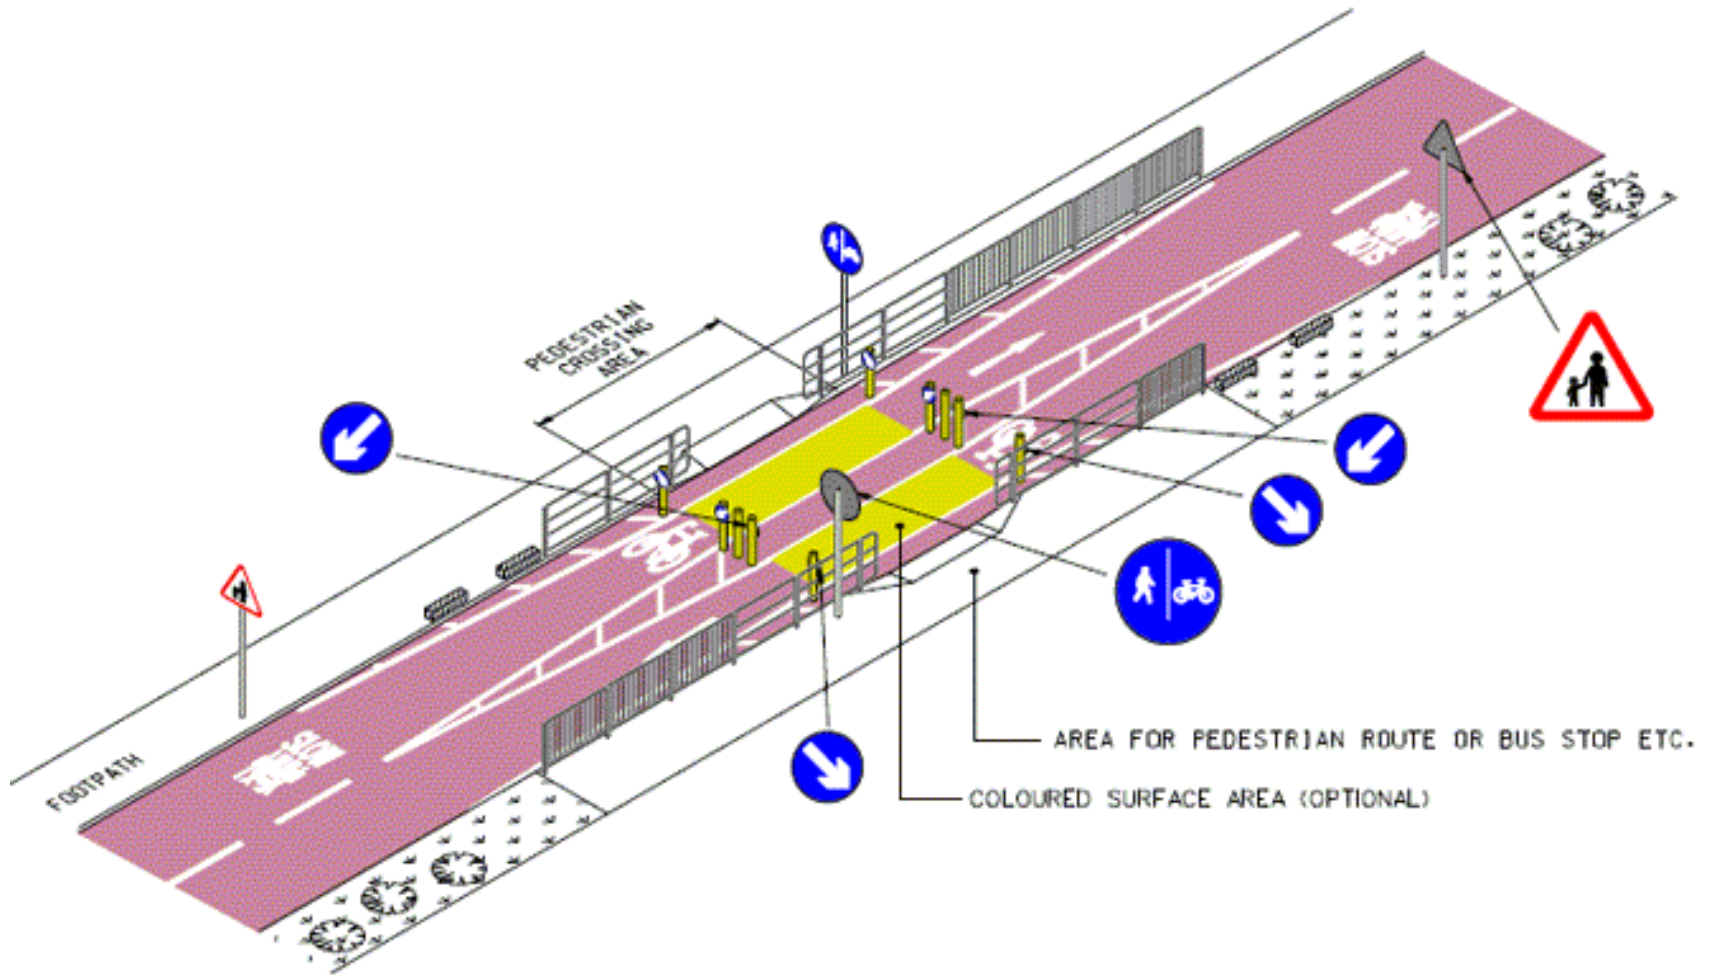 PEDESTRIAN
CROSSING
AREA
FOOTPATH
AREA FOR PEDESTRIAN ROUTE OR BUS STOP ETC.
COLOURED SURFACE AREA (OPTIONAL)